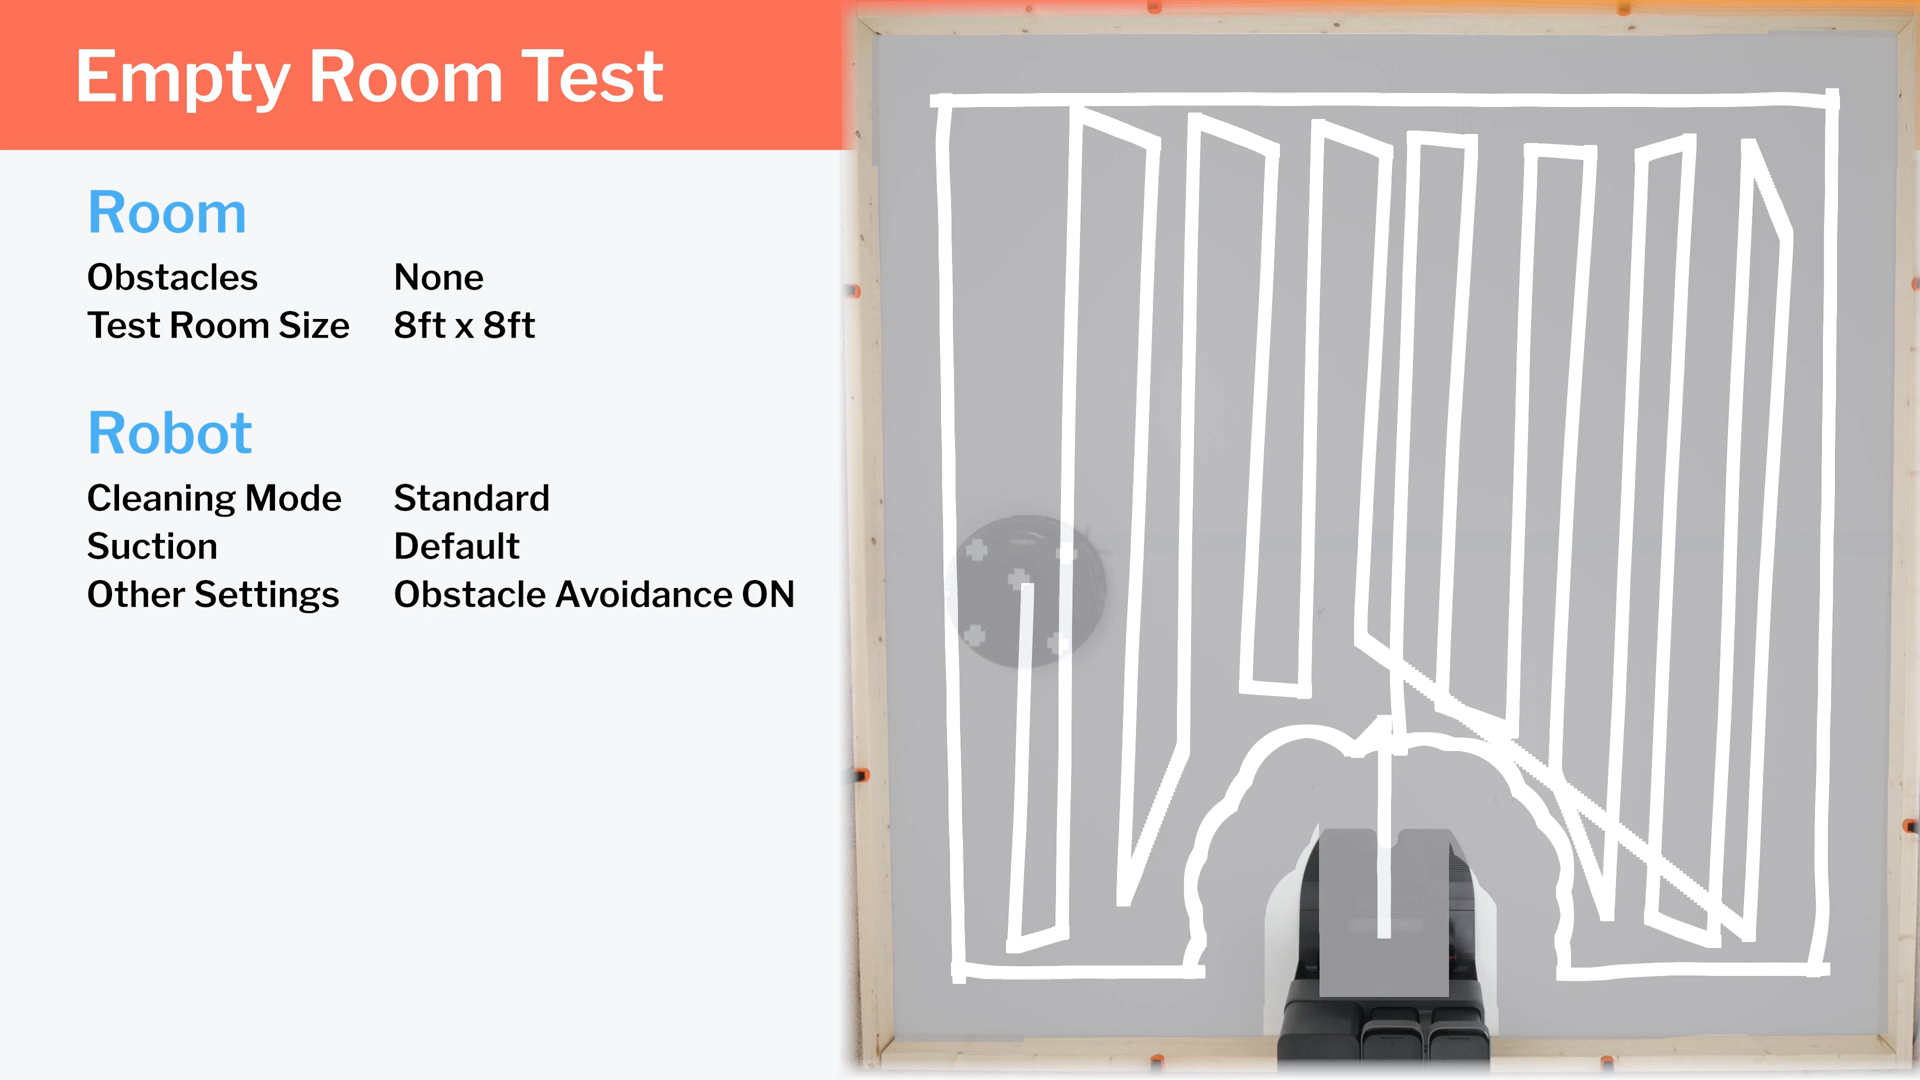 Empty Room Test
Room
Obstacles None
Test Room Size 8ft x 8ft
Robot
Cleaning Mode Standard
Suction Default
Other Settings Obstacle Avoidance ON